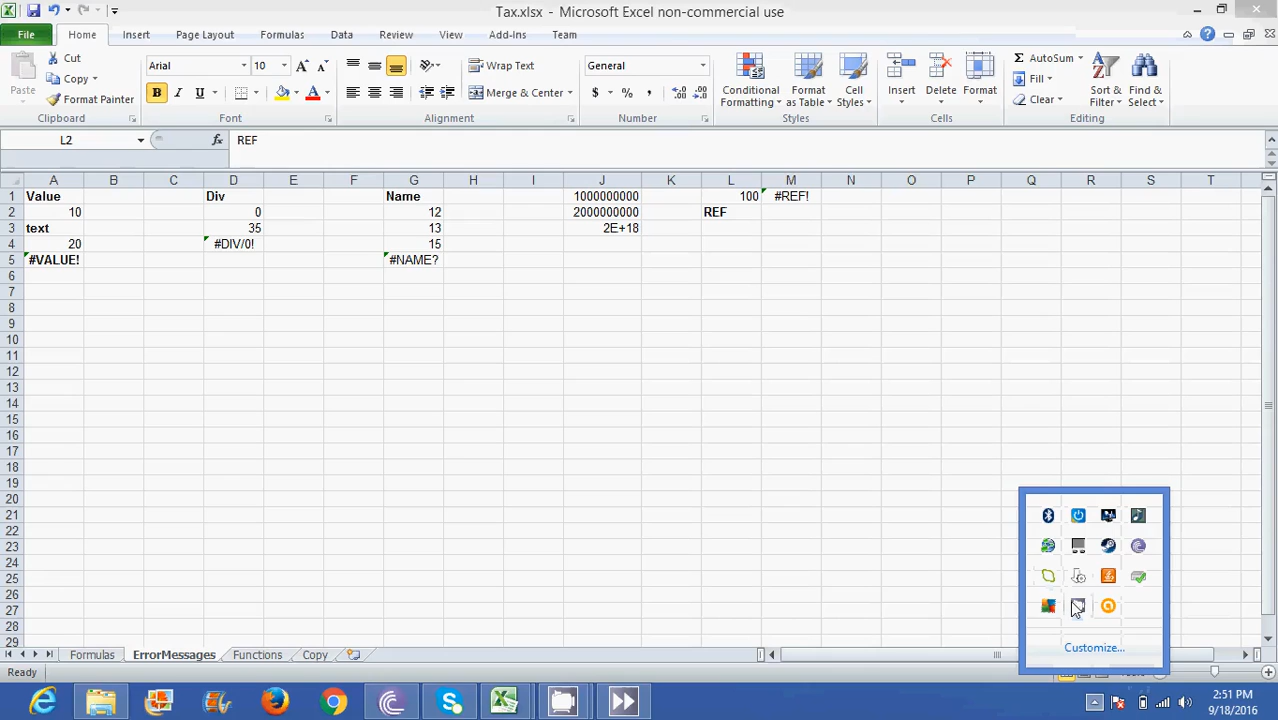 Tax.xlsx - Microsoft Excel non-commercial use
File Home Insert Page Layout Formulas Data Review View Add-Ins Team
Paste Cut Copy Format Painter Clipboard
Arial 10 B I U A Font
Wrap Text Merge & Center Alignment
General $ % , Number
Conditional Formatting Format as Table Cell Styles Styles
Insert Delete Format Cells
Σ AutoSum Fill Clear Sort & Filter Find & Select Editing
L2 fx REF
A B C D E F G H I J K L M N O P Q R S T
1 Value Div Name 1000000000 100 #REF!
2 10 0 12 2000000000 REF
3 text 35 13 2E+18
4 20 #DIV/0! 15
5 #VALUE! #NAME?
6
7
8
9
10
11
12
13
14
15
16
17
18
19
20
21
22
23
24
25
26
27
28
29
Customize...
Formulas ErrorMessages Functions Copy
Ready
2:51 PM
9/18/2016